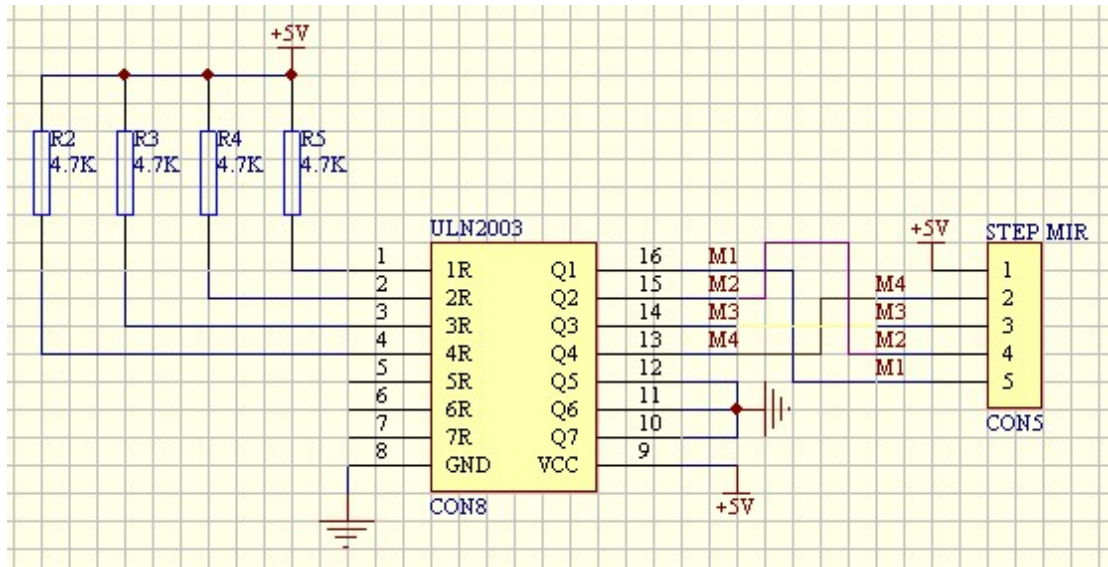 +5V
R2 R3 R4 R5
4.7K 4.7K 4.7K 4.7K
ULN2003 +5V STEP MIR
1 1R Q1 16 M1 1
2 2R Q2 15 M2 M4 2
3 3R Q3 14 M3 M3 3
4 4R Q4 13 M4 M2 4
5 5R Q5 12 M1 5
6 6R Q6 11 CON5
7 7R Q7 10
8 GND VCC 9
CON8 +5V